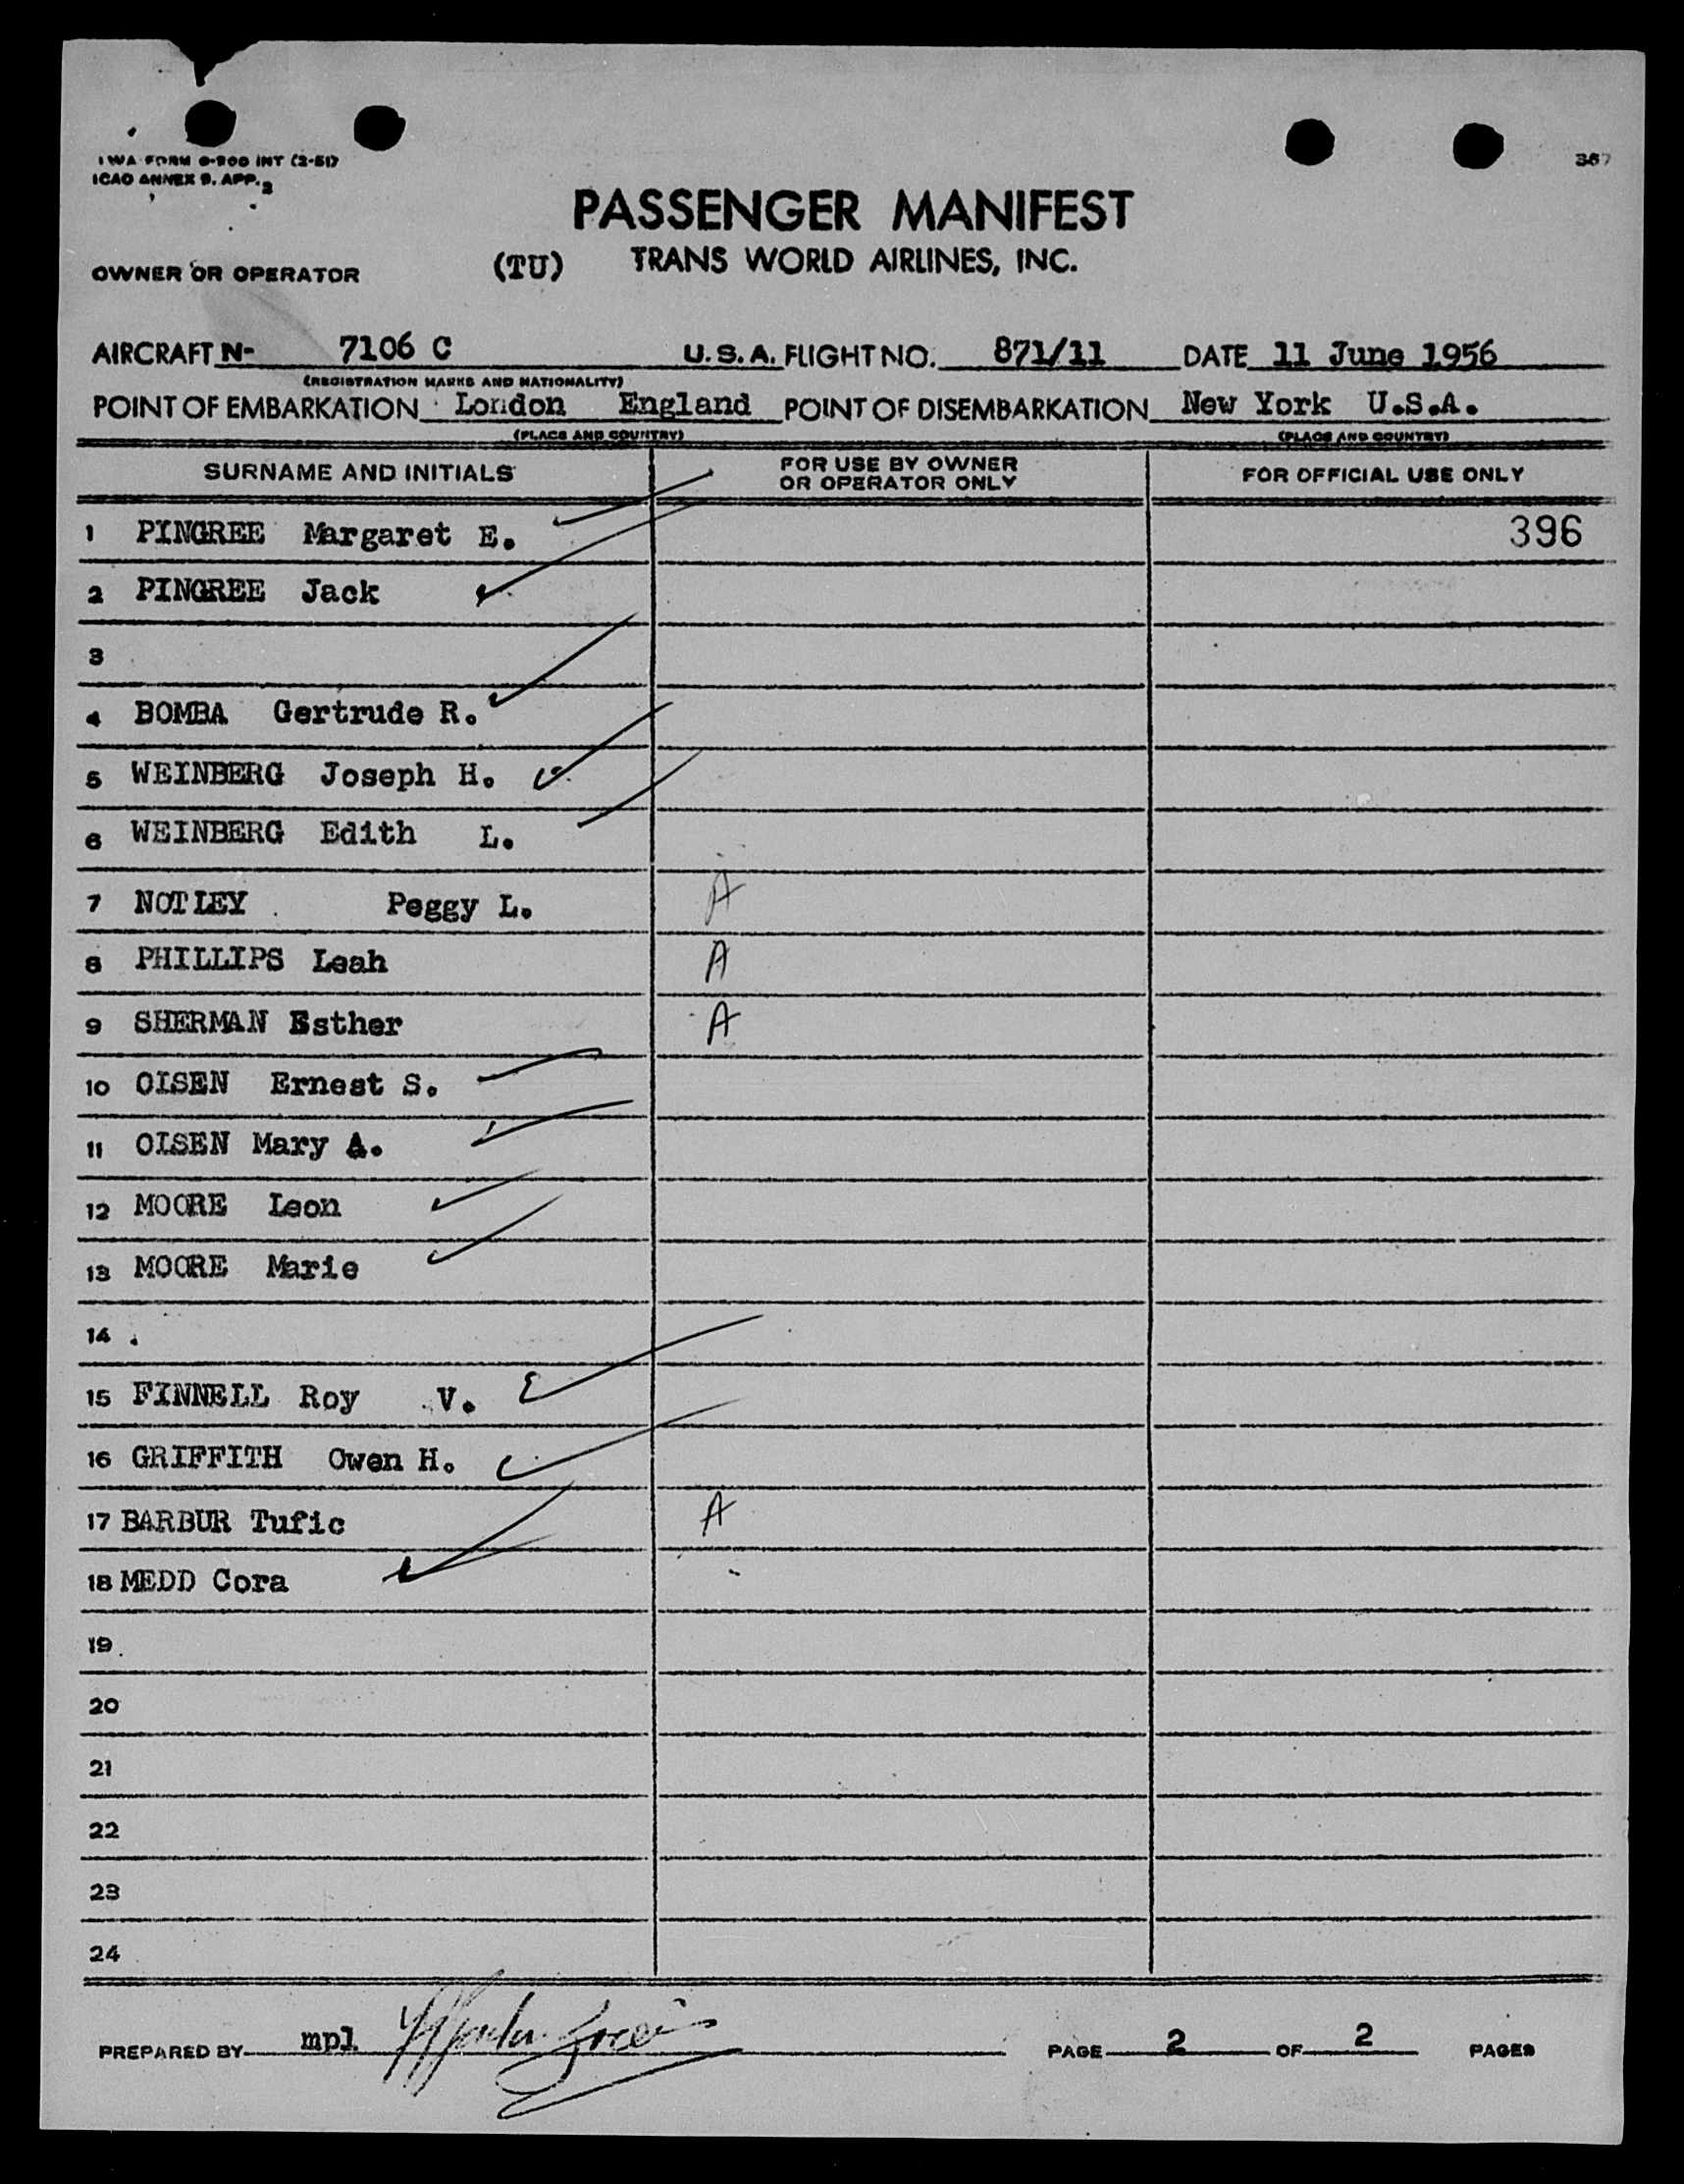 TWA FORM O-200 INT (2-51)
ICAO ANNEX 9. APP. 3
367
PASSENGER MANIFEST
OWNER OR OPERATOR (TU) TRANS WORLD AIRLINES, INC.
AIRCRAFT N- 7106 C U.S.A. FLIGHT NO. 871/11 DATE 11 June 1956
(REGISTRATION MARKS AND NATIONALITY)
POINT OF EMBARKATION London England POINT OF DISEMBARKATION New York U.S.A.
(PLACE AND COUNTRY) (PLACE AND COUNTRY)
SURNAME AND INITIALS FOR USE BY OWNER OR OPERATOR ONLY FOR OFFICIAL USE ONLY
1 PINGREE Margaret E. 396
2 PINGREE Jack
3
4 BOMBA Gertrude R.
5 WEINBERG Joseph H.
6 WEINBERG Edith L.
7 NOTLEY Peggy L. A
8 PHILLIPS Leah A
9 SHERMAN Esther A
10 OLSEN Ernest S.
11 OLSEN Mary A.
12 MOORE Leon
13 MOORE Marie
14
15 FINNELL Roy V.
16 GRIFFITH Owen H.
17 BARBUR Tufic A
18 MEDD Cora
19
20
21
22
23
24
PREPARED BY mpl PAGE 2 OF 2 PAGES